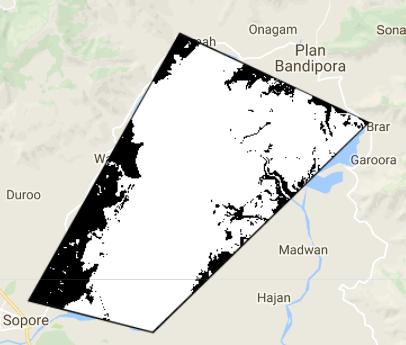 Onagam
Sona
Plan
Bandipora
Brar
Garoora
Duroo
Madwan
Hajan
Sopore